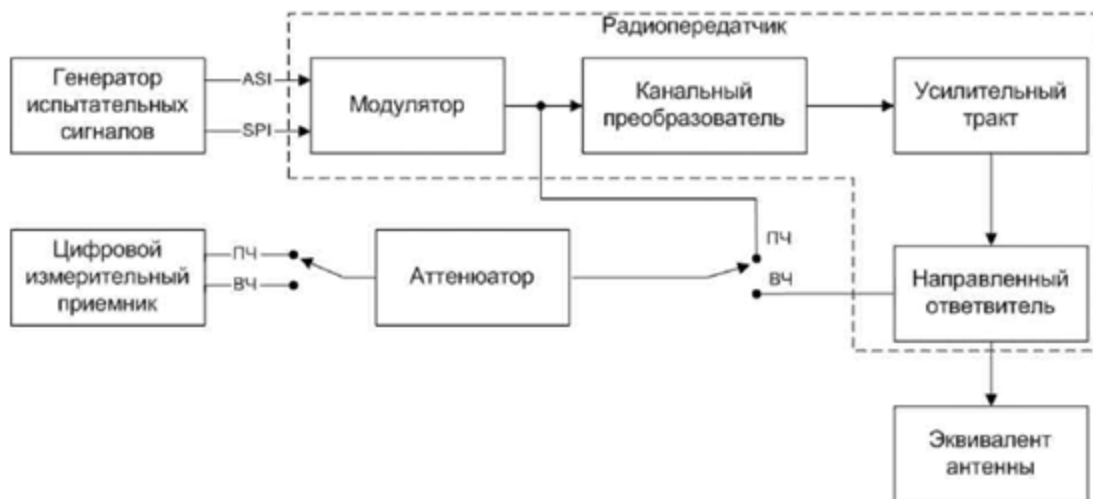 Радиопередатчик
Генератор
испытательных
сигналов
ASI
SPI
Модулятор
Канальный
преобразователь
Усилительный
тракт
Цифровой
измерительный
приемник
ПЧ
ВЧ
Аттенюатор
ПЧ
ВЧ
Направленный
ответвитель
Эквивалент
антенны